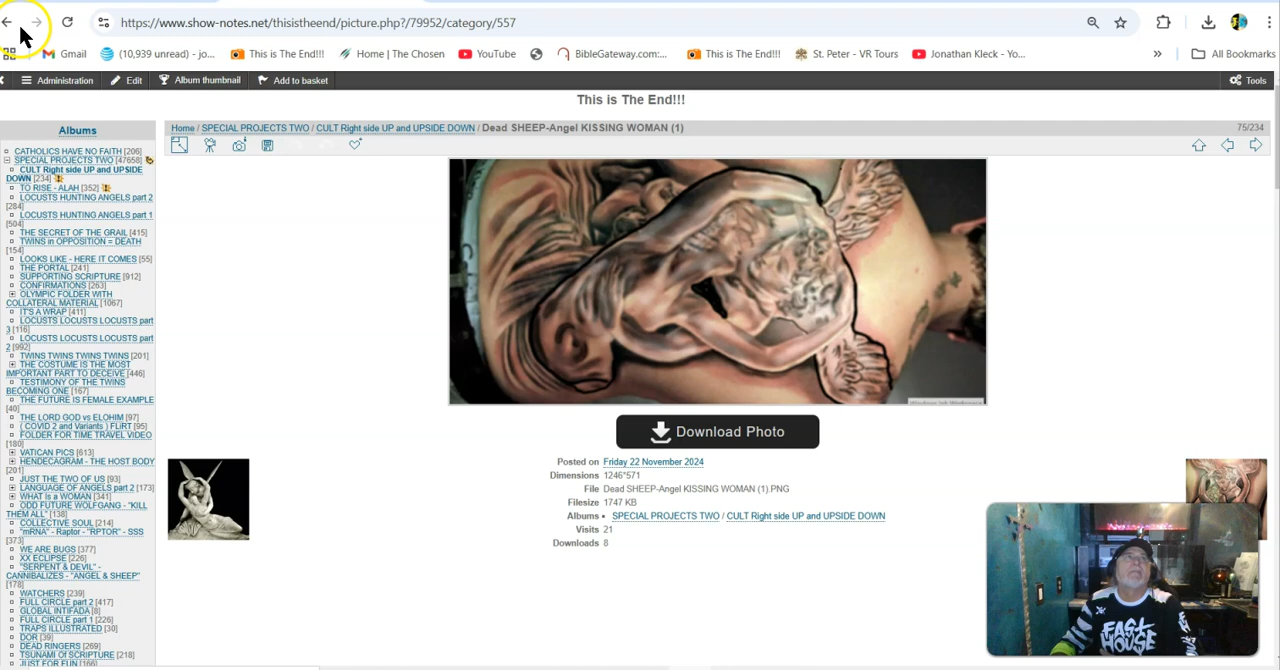 https://www.show-notes.net/thisistheend/picture.php?/79952/category/557
Gmail
(10,939 unread) - jo...
This is The End!!!
Home | The Chosen
YouTube
BibleGateway.com:...
This is The End!!!
St. Peter - VR Tours
Jonathan Kleck - Yo...
»
All Bookmarks
Administration
Edit
Album thumbnail
Add to basket
Tools
This is The End!!!
Albums
Home / SPECIAL PROJECTS TWO / CULT Right side UP and UPSIDE DOWN / Dead SHEEP-Angel KISSING WOMAN (1)
75/234
CATHOLICS HAVE NO FAITH [206]
SPECIAL PROJECTS TWO [47658]
CULT Right side UP and UPSIDE
DOWN [234]
TO RISE - ALAH [352]
LOCUSTS HUNTING ANGELS part 2
[284]
LOCUSTS HUNTING ANGELS part 1
[504]
THE SECRET OF THE GRAIL [415]
TWINS in OPPOSITION = DEATH
[154]
LOOKS LIKE - HERE IT COMES [55]
THE PORTAL [241]
SUPPORTING SCRIPTURE [912]
CONFIRMATIONS [263]
OLYMPIC FOLDER WITH
COLLATERAL MATERIAL [1067]
IT'S A WRAP [411]
LOCUSTS LOCUSTS LOCUSTS part
3 [116]
LOCUSTS LOCUSTS LOCUSTS part
2 [992]
TWINS TWINS TWINS TWINS [201]
THE COSTUME IS THE MOST
IMPORTANT PART TO DECEIVE [446]
TESTIMONY OF THE TWINS
BECOMING ONE [167]
THE FUTURE IS FEMALE EXAMPLE
[40]
THE LORD GOD vs ELOHIM [97]
( COVID 2 and Variants ) FLIRT [95]
FOLDER FOR TIME TRAVEL VIDEO
[180]
VATICAN PICS [613]
HENDECAGRAM - THE HOST BODY
[201]
JUST THE TWO OF US [93]
LANGUAGE OF ANGELS part 2 [173]
WHAT is a WOMAN [341]
ODD FUTURE WOLFGANG - "KILL
THEM ALL" [138]
COLLECTIVE SOUL [214]
"mRNA" - Raptor - "RPTOR" - SSS
[373]
WE ARE BUGS [377]
XX ECLIPSE [226]
"SERPENT & DEVIL" -
CANNIBALIZES - "ANGEL & SHEEP"
[178]
WATCHERS [239]
FULL CIRCLE part 2 [417]
GLOBAL INTIFADA [8]
FULL CIRCLE part 1 [226]
TRAPS ILLUSTRATED [30]
DOR [39]
DEAD RINGERS [269]
TSUNAMI Of SCRIPTURE [218]
JUST FOR FUN [166]
Download Photo
Posted on Friday 22 November 2024
Dimensions 1246*571
File Dead SHEEP-Angel KISSING WOMAN (1).PNG
Filesize 1747 KB
Albums SPECIAL PROJECTS TWO / CULT Right side UP and UPSIDE DOWN
Visits 21
Downloads 8
FAST
HOUSE